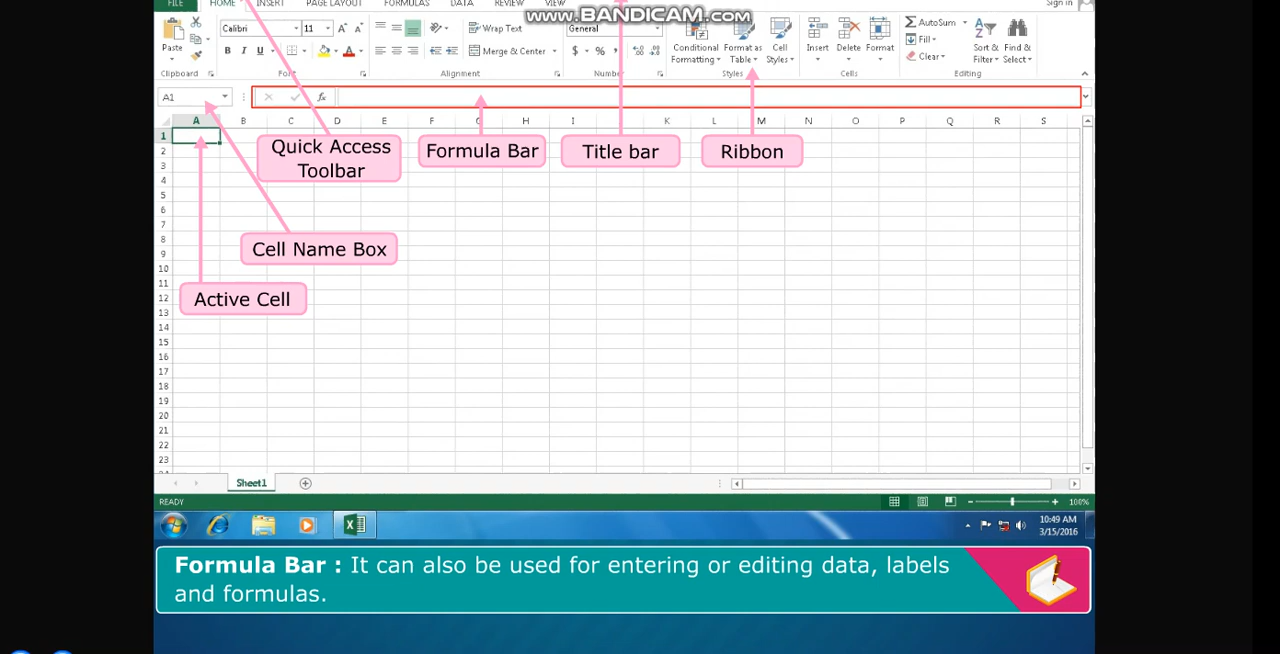 FILE HOME INSERT PAGE LAYOUT FORMULAS DATA REVIEW VIEW Sign in
www.BANDICAM.com
Calibri 11 Wrap Text General AutoSum
Paste Fill
B I U Merge & Center $ % Conditional Formatting Format as Table Cell Styles Insert Delete Format Clear Sort & Filter Find & Select
Clipboard Font Alignment Number Styles Cells Editing
A1 fx
A B C D E F G H I J K L M N O P Q R S
1
2
3
4
5
6
7
8
9
10
11
12
13
14
15
16
17
18
19
20
21
22
23
Quick Access
Toolbar
Formula Bar
Title bar
Ribbon
Cell Name Box
Active Cell
Sheet1
READY 100%
10:49 AM
3/15/2016
Formula Bar : It can also be used for entering or editing data, labels
and formulas.